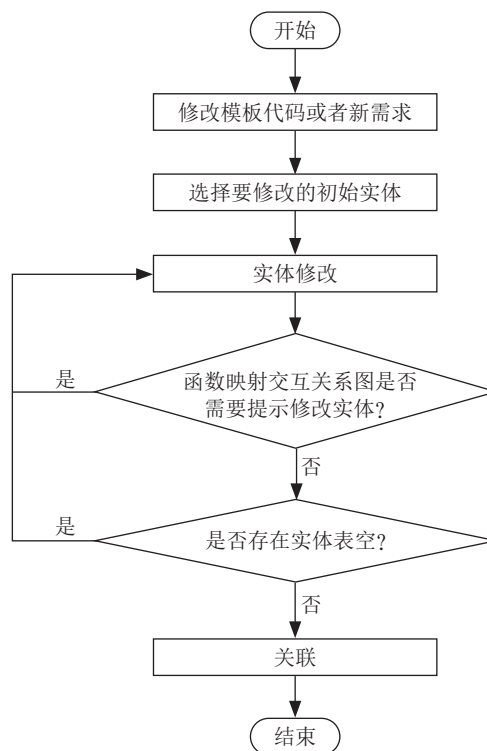 开始
修改模板代码或者新需求
选择要修改的初始实体
实体修改
是
函数映射交互关系图是否
需要提示修改实体?
否
是
是否存在实体表空?
否
关联
结束